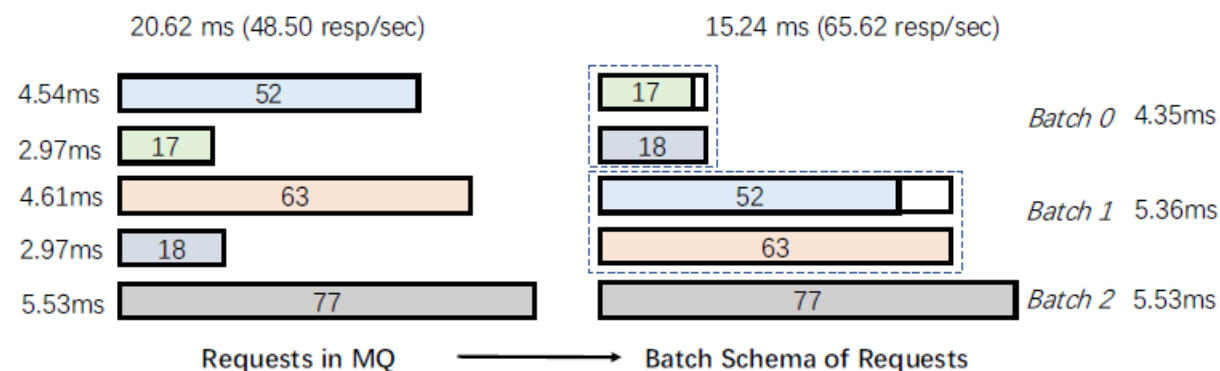 20.62 ms (48.50 resp/sec)
4.54ms 52
2.97ms 17
4.61ms 63
2.97ms 18
5.53ms 77
Requests in MQ
15.24 ms (65.62 resp/sec)
17
18
Batch 0 4.35ms
52
63
Batch 1 5.36ms
77 Batch 2 5.53ms
Batch Schema of Requests